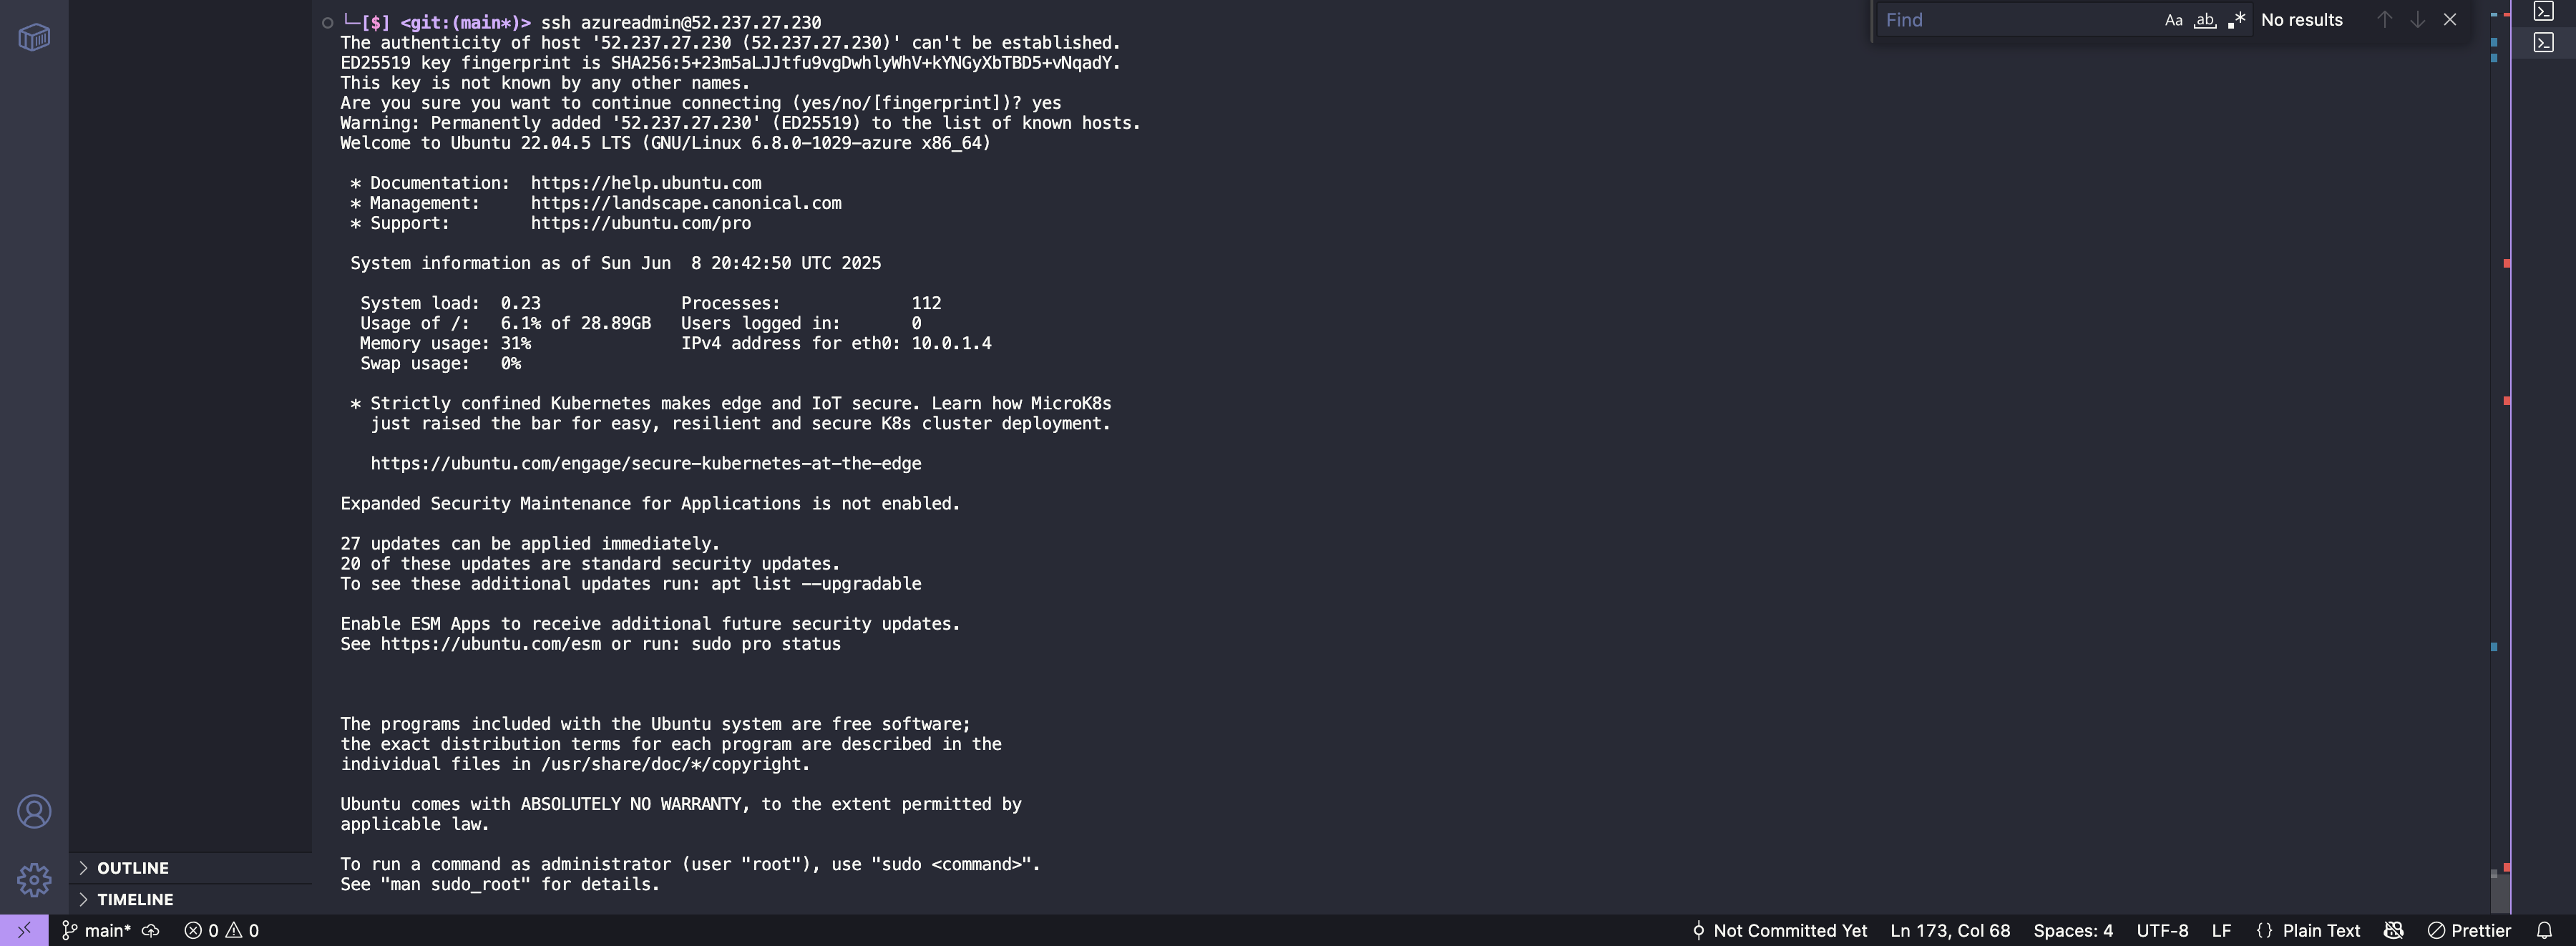 └─[$] <git:(main*)> ssh azureadmin@52.237.27.230
The authenticity of host '52.237.27.230 (52.237.27.230)' can't be established.
ED25519 key fingerprint is SHA256:5+23m5aLJJtfu9vgDwhlyWhV+kYNGyXbTBD5+vNqadY.
This key is not known by any other names.
Are you sure you want to continue connecting (yes/no/[fingerprint])? yes
Warning: Permanently added '52.237.27.230' (ED25519) to the list of known hosts.
Welcome to Ubuntu 22.04.5 LTS (GNU/Linux 6.8.0-1029-azure x86_64)
* Documentation:  https://help.ubuntu.com
* Management:     https://landscape.canonical.com
* Support:        https://ubuntu.com/pro
System information as of Sun Jun  8 20:42:50 UTC 2025
System load:  0.23              Processes:             112
Usage of /:   6.1% of 28.89GB   Users logged in:       0
Memory usage: 31%               IPv4 address for eth0: 10.0.1.4
Swap usage:   0%
* Strictly confined Kubernetes makes edge and IoT secure. Learn how MicroK8s
just raised the bar for easy, resilient and secure K8s cluster deployment.
https://ubuntu.com/engage/secure-kubernetes-at-the-edge
Expanded Security Maintenance for Applications is not enabled.
27 updates can be applied immediately.
20 of these updates are standard security updates.
To see these additional updates run: apt list --upgradable
Enable ESM Apps to receive additional future security updates.
See https://ubuntu.com/esm or run: sudo pro status
The programs included with the Ubuntu system are free software;
the exact distribution terms for each program are described in the
individual files in /usr/share/doc/*/copyright.
Ubuntu comes with ABSOLUTELY NO WARRANTY, to the extent permitted by
applicable law.
To run a command as administrator (user "root"), use "sudo <command>".
See "man sudo_root" for details.
Find Aa ab .* No results
OUTLINE
TIMELINE
main* 0 0 Not Committed Yet Ln 173, Col 68 Spaces: 4 UTF-8 LF {} Plain Text Prettier